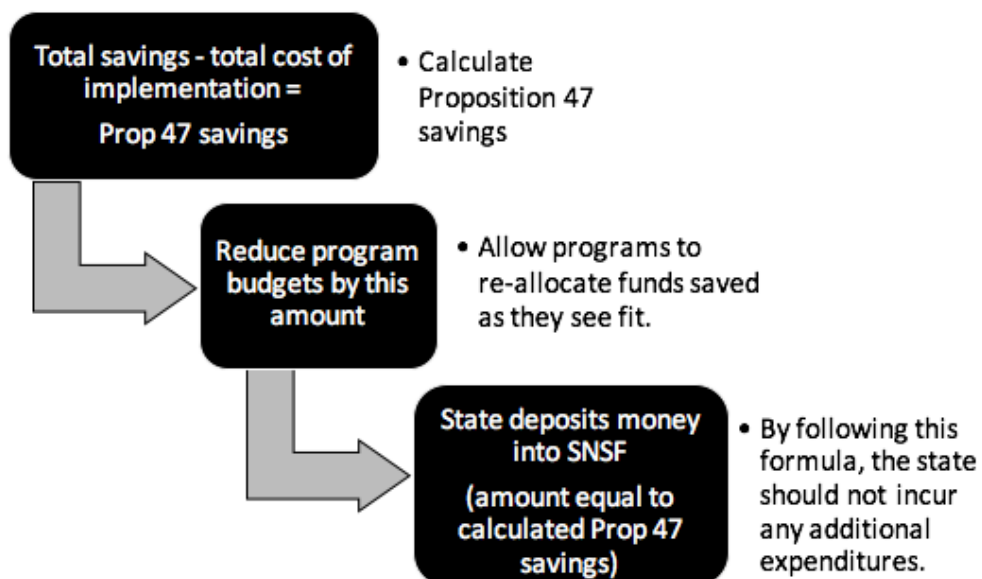 Total savings - total cost of
implementation =
Prop 47 savings
• Calculate
Proposition 47
savings
Reduce program
budgets by this
amount
• Allow programs to
re-allocate funds saved
as they see fit.
State deposits money
into SNSF
(amount equal to
calculated Prop 47
savings)
• By following this
formula, the state
should not incur
any additional
expenditures.